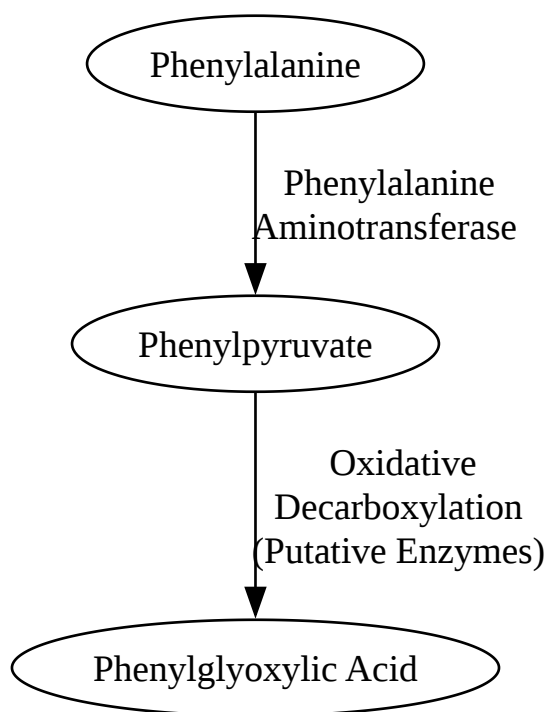 Phenylalanine
Phenylalanine
Aminotransferase
Phenylpyruvate
Oxidative
Decarboxylation
(Putative Enzymes)
Phenylglyoxylic Acid